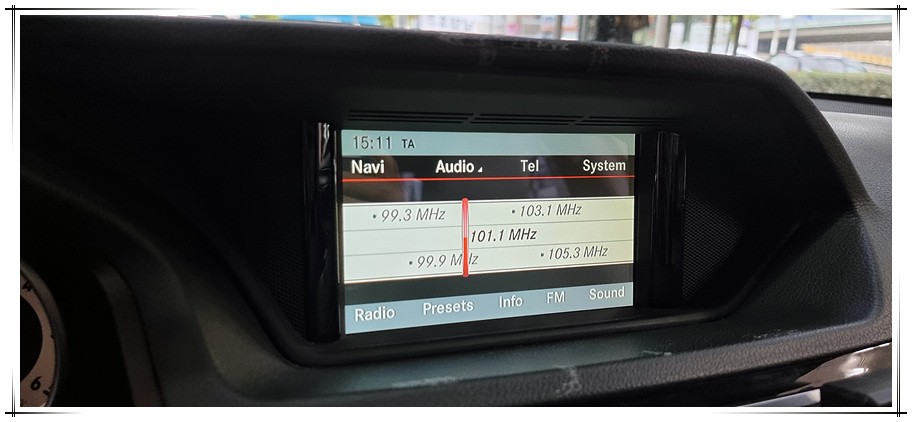 15:11 TA
Navi Audio Tel System
• 99.3 MHz • 103.1 MHz
101.1 MHz
• 99.9 MHz • 105.3 MHz
Radio Presets Info FM Sound
6